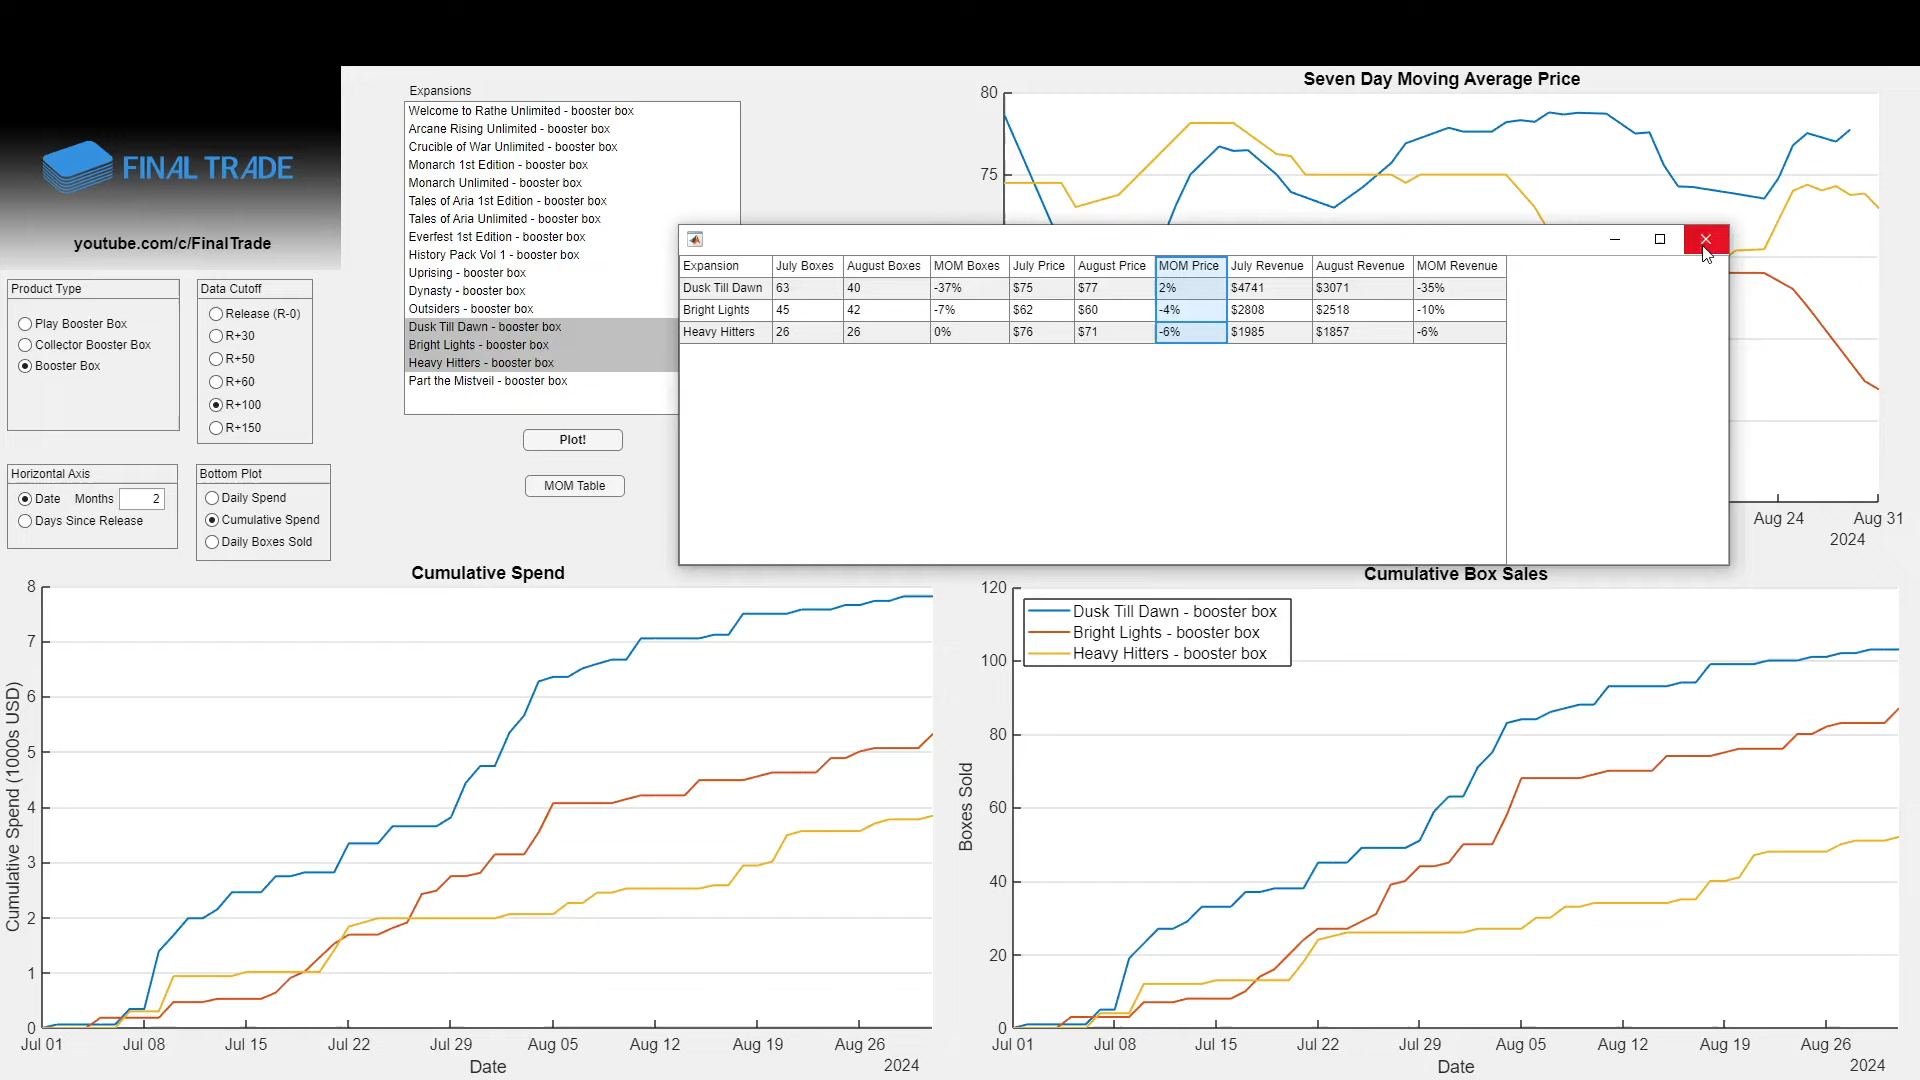 FINAL TRADE
youtube.com/c/FinalTrade
Product Type
Play Booster Box
Collector Booster Box
Booster Box
Data Cutoff
Release (R-0)
R+30
R+50
R+60
R+100
R+150
Horizontal Axis
Date Months 2
Days Since Release
Bottom Plot
Daily Spend
Cumulative Spend
Daily Boxes Sold
Expansions
Welcome to Rathe Unlimited - booster box
Arcane Rising Unlimited - booster box
Crucible of War Unlimited - booster box
Monarch 1st Edition - booster box
Monarch Unlimited - booster box
Tales of Aria 1st Edition - booster box
Tales of Aria Unlimited - booster box
Everfest 1st Edition - booster box
History Pack Vol 1 - booster box
Uprising - booster box
Dynasty - booster box
Outsiders - booster box
Dusk Till Dawn - booster box
Bright Lights - booster box
Heavy Hitters - booster box
Part the Mistveil - booster box
Plot!
MOM Table
Seven Day Moving Average Price
80
75
Aug 24 Aug 31
2024
Expansion July Boxes August Boxes MOM Boxes July Price August Price MOM Price July Revenue August Revenue MOM Revenue
Dusk Till Dawn 63 40 -37% $75 $77 2% $4741 $3071 -35%
Bright Lights 45 42 -7% $62 $60 -4% $2808 $2518 -10%
Heavy Hitters 26 26 0% $76 $71 -6% $1985 $1857 -6%
Cumulative Spend
Cumulative Spend (1000s USD)
8
7
6
5
4
3
2
1
0
Jul 01 Jul 08 Jul 15 Jul 22 Jul 29 Aug 05 Aug 12 Aug 19 Aug 26
Date
2024
Cumulative Box Sales
Dusk Till Dawn - booster box
Bright Lights - booster box
Heavy Hitters - booster box
Boxes Sold
120
100
80
60
40
20
0
Jul 01 Jul 08 Jul 15 Jul 22 Jul 29 Aug 05 Aug 12 Aug 19 Aug 26
Date
2024